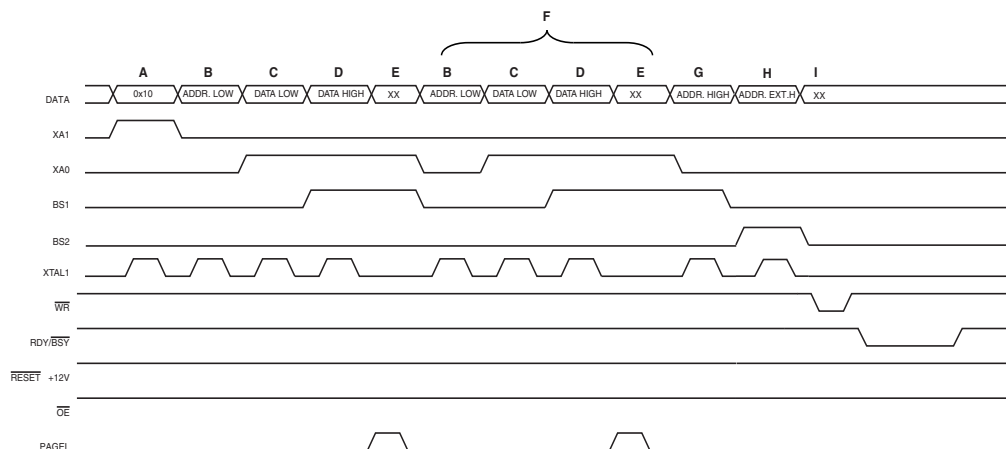 F
A B C D E B C D E G H I
DATA 0x10 ADDR. LOW DATA LOW DATA HIGH XX ADDR. LOW DATA LOW DATA HIGH XX ADDR. HIGH ADDR. EXT.H XX
XA1
XA0
BS1
BS2
XTAL1
WR
RDY/BSY
RESET +12V
OE
PAGEL